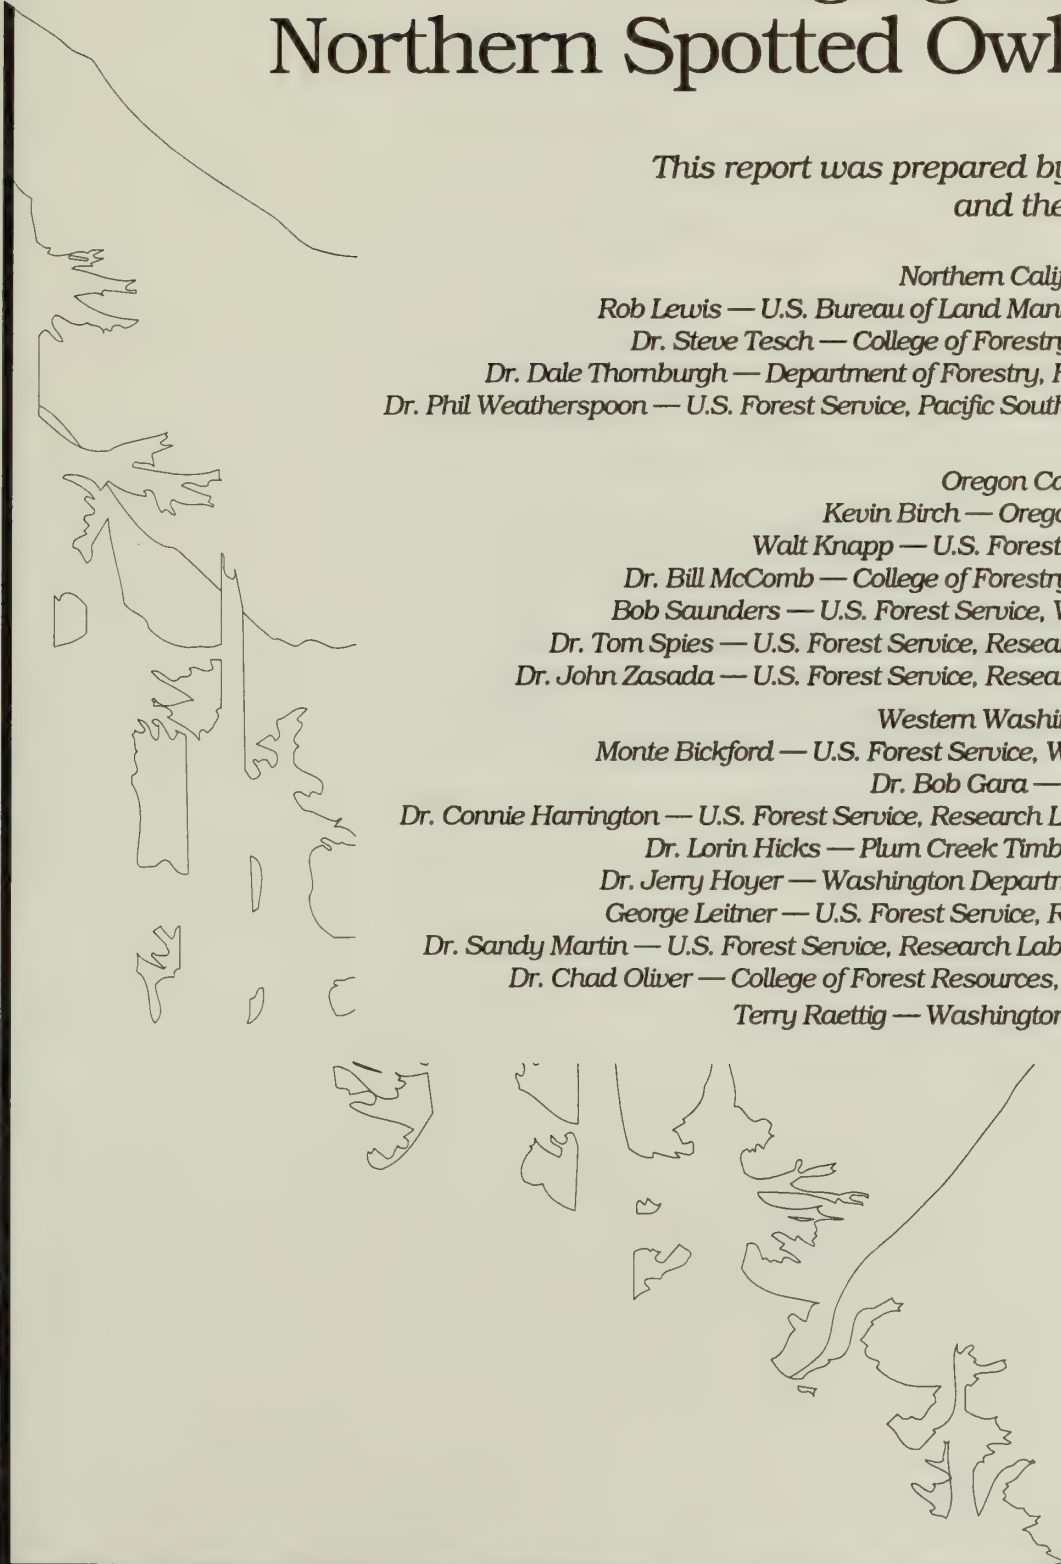 Northern Spotted Owl
This report was prepared by
and the
Northern Calif
Rob Lewis — U.S. Bureau of Land Man
Dr. Steve Tesch — College of Forestry
Dr. Dale Thornburgh — Department of Forestry, H
Dr. Phil Weatherspoon — U.S. Forest Service, Pacific South
Oregon Co
Kevin Birch — Orego
Walt Knapp — U.S. Forest
Dr. Bill McComb — College of Forestry
Bob Saunders — U.S. Forest Service, W
Dr. Tom Spies — U.S. Forest Service, Resea
Dr. John Zasada — U.S. Forest Service, Resea
Western Washi
Monte Bickford — U.S. Forest Service, W
Dr. Bob Gara —
Dr. Connie Harrington — U.S. Forest Service, Research L
Dr. Lorin Hicks — Plum Creek Timb
Dr. Jerry Hoyer — Washington Departm
George Leitner — U.S. Forest Service, R
Dr. Sandy Martin — U.S. Forest Service, Research Lab
Dr. Chad Oliver — College of Forest Resources,
Terry Raettig — Washington